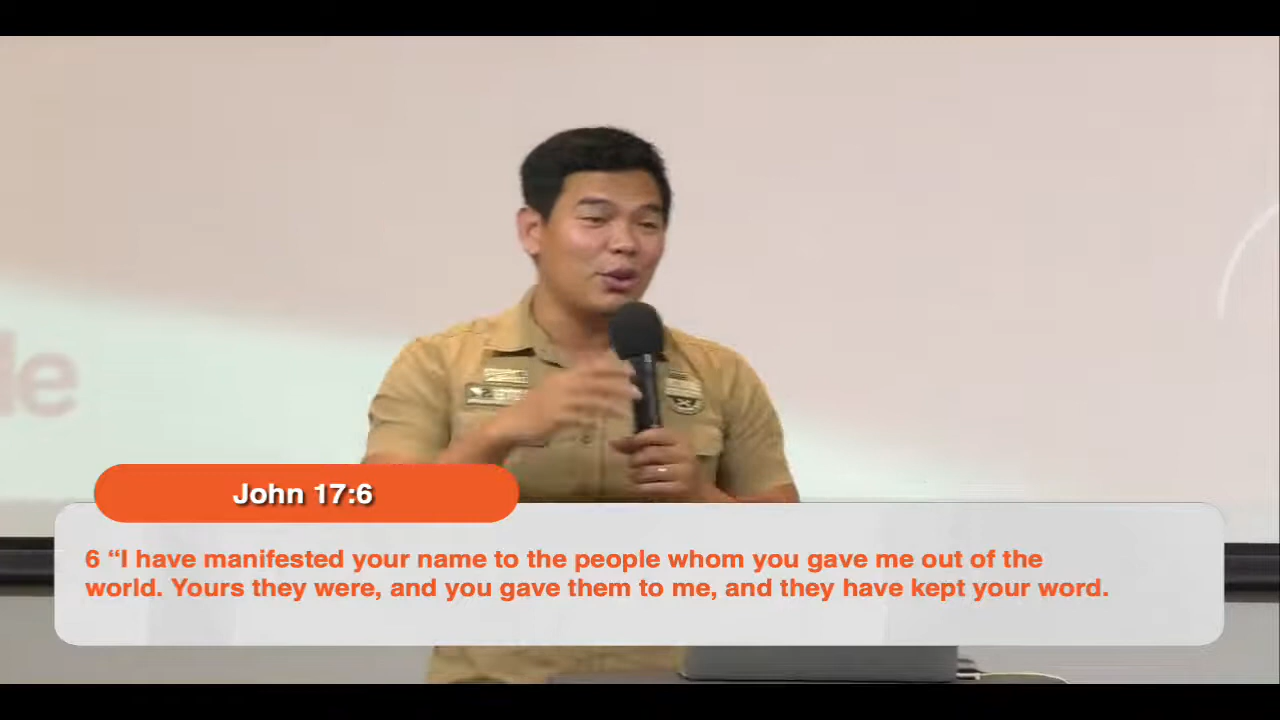 de
John 17:6
6 “I have manifested your name to the people whom you gave me out of the
world. Yours they were, and you gave them to me, and they have kept your word.